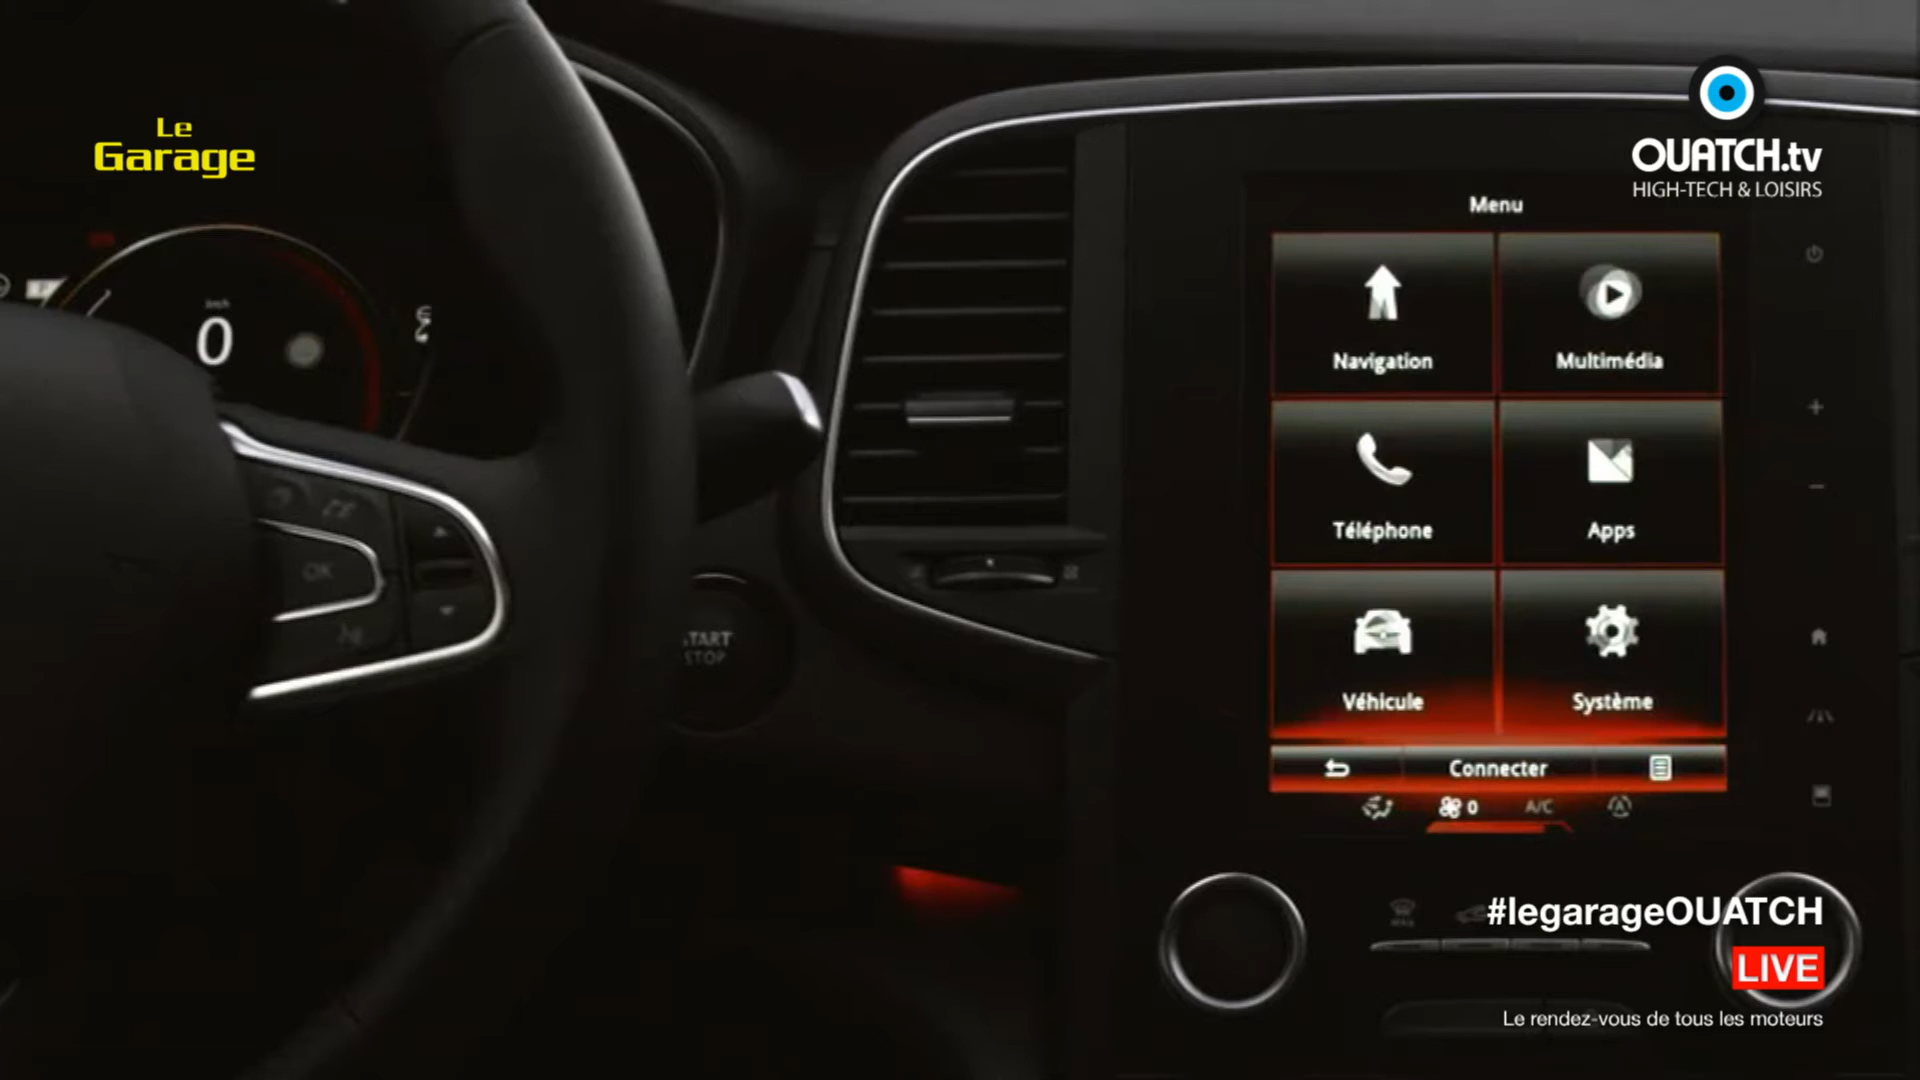 Le
Garage
OUATCH.tv
HIGH-TECH & LOISIRS
Menu
Navigation
Multimédia
Téléphone
Apps
Véhicule
Système
Connecter
0
A/C
km/h
0
OK
START
STOP
#legarageOUATCH
LIVE
Le rendez-vous de tous les moteurs